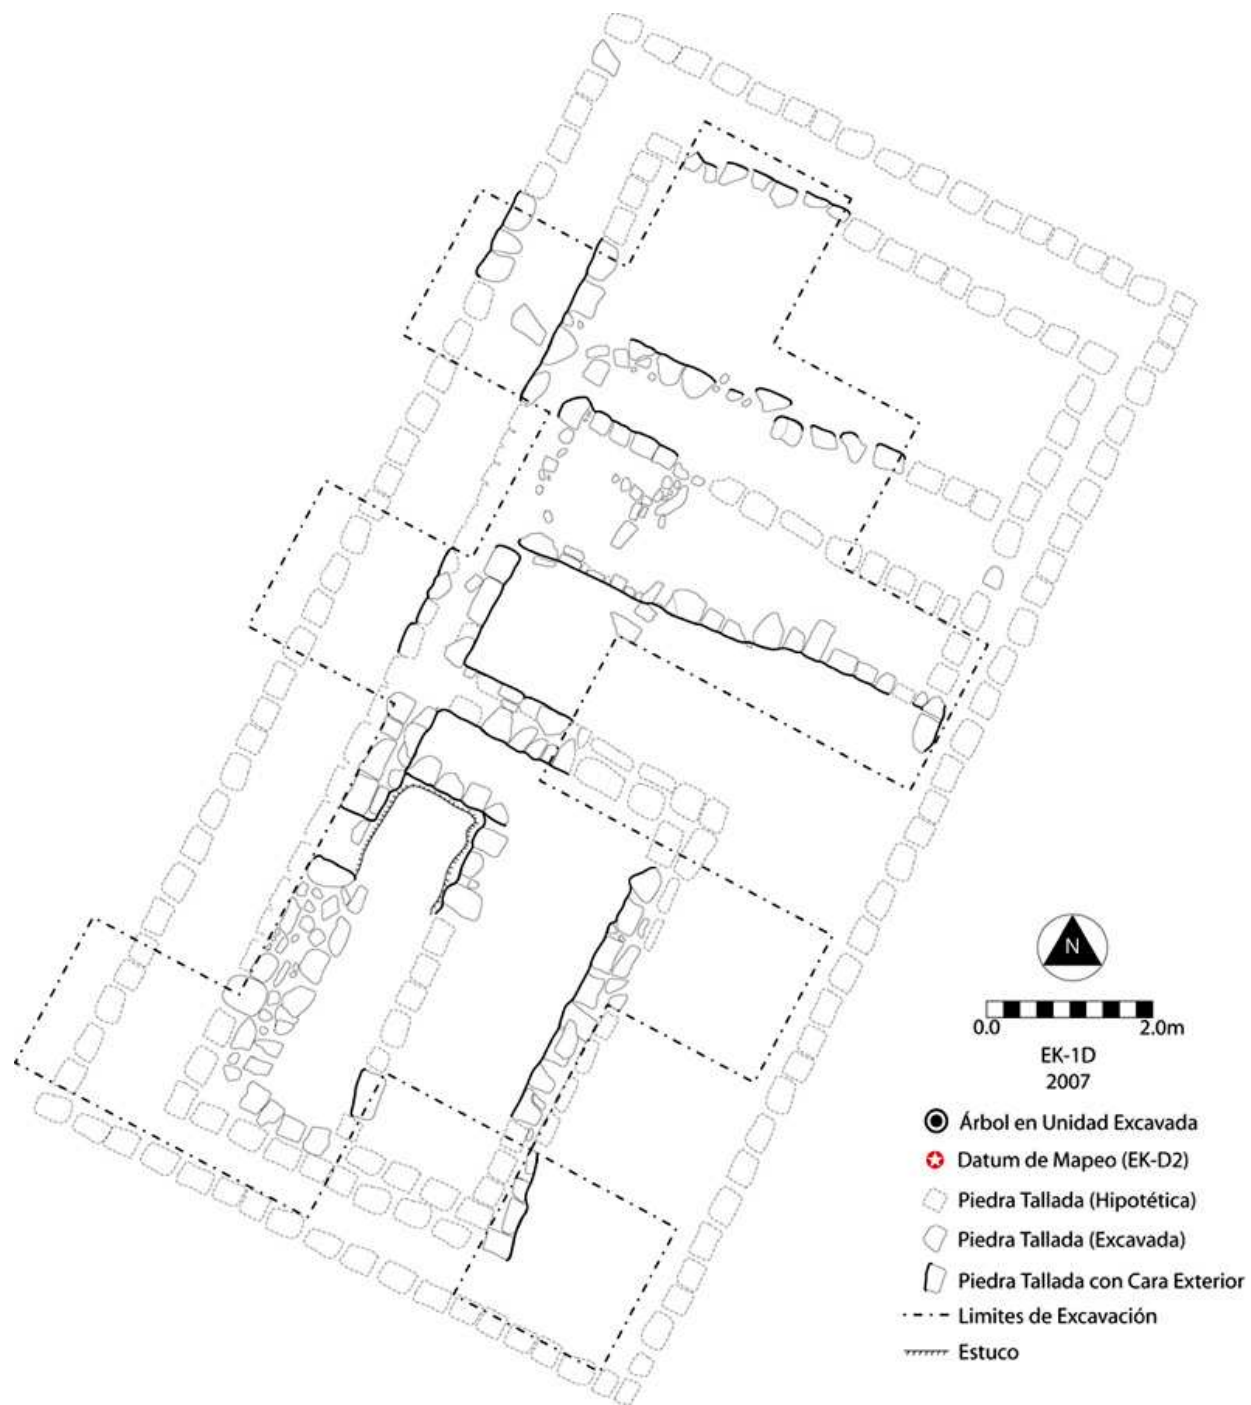 N
0.0 2.0m
EK-1D
2007
Árbol en Unidad Excavada
Datum de Mapeo (EK-D2)
Piedra Tallada (Hipotética)
Piedra Tallada (Excavada)
Piedra Tallada con Cara Exterior
Limites de Excavación
Estuco